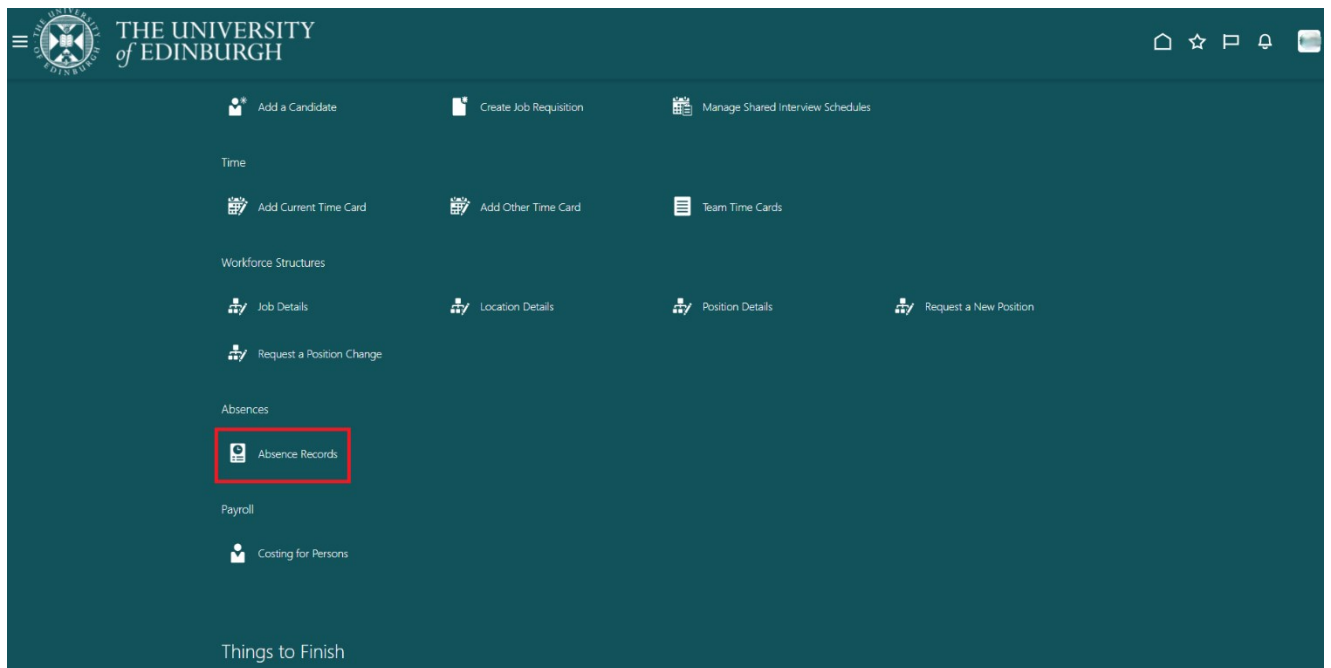 THE UNIVERSITY
of EDINBURGH
Add a Candidate
Create Job Requisition
Manage Shared Interview Schedules
Time
Add Current Time Card
Add Other Time Card
Team Time Cards
Workforce Structures
Job Details
Location Details
Position Details
Request a New Position
Request a Position Change
Absences
Absence Records
Payroll
Costing for Persons
Things to Finish